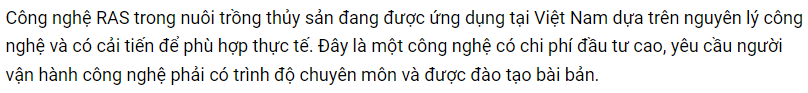 Công nghệ RAS trong nuôi trồng thủy sản đang được ứng dụng tại Việt Nam dựa trên nguyên lý công
nghệ và có cải tiến để phù hợp thực tế. Đây là một công nghệ có chi phí đầu tư cao, yêu cầu người
vận hành công nghệ phải có trình độ chuyên môn và được đào tạo bài bản.